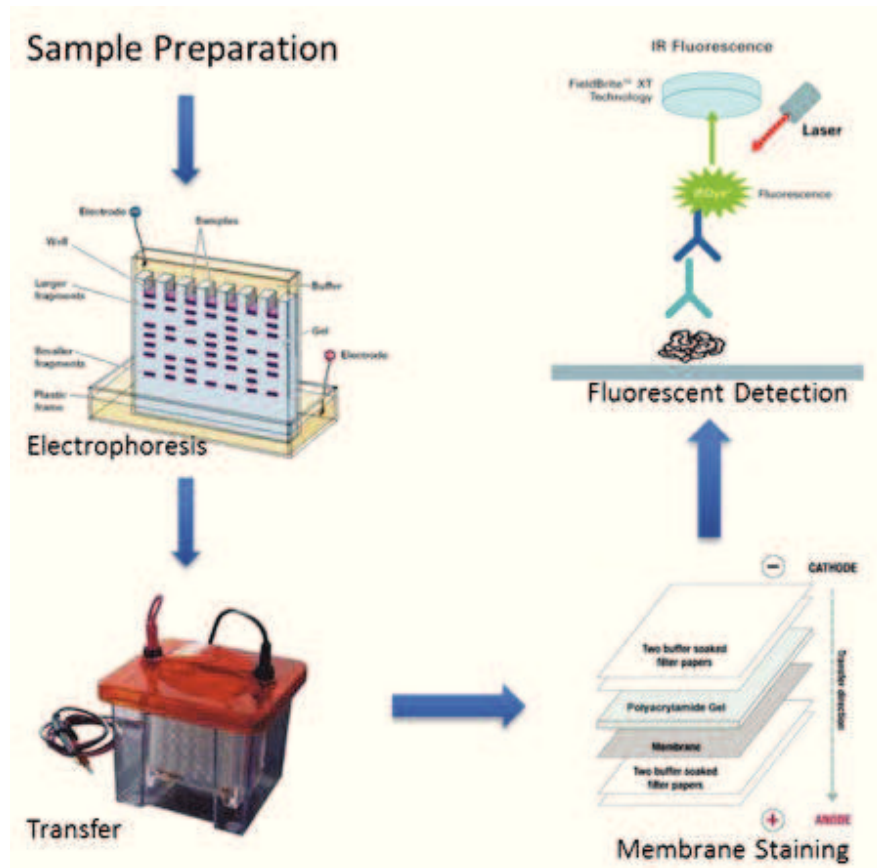 Sample Preparation
Electrode
Samples
Well
Buffer
Larger
fragments
Gel
Smaller
fragments
Electrode
Plastic
frame
Electrophoresis
Transfer
CATHODE
Two buffer soaked
filter papers
Polyacrylamide Gel
Membrane
Two buffer soaked
filter papers
Transfer direction
ANODE
Membrane Staining
IR Fluorescence
FieldBrite™ XT
Technology
Laser
IRDye
Fluorescence
Fluorescent Detection